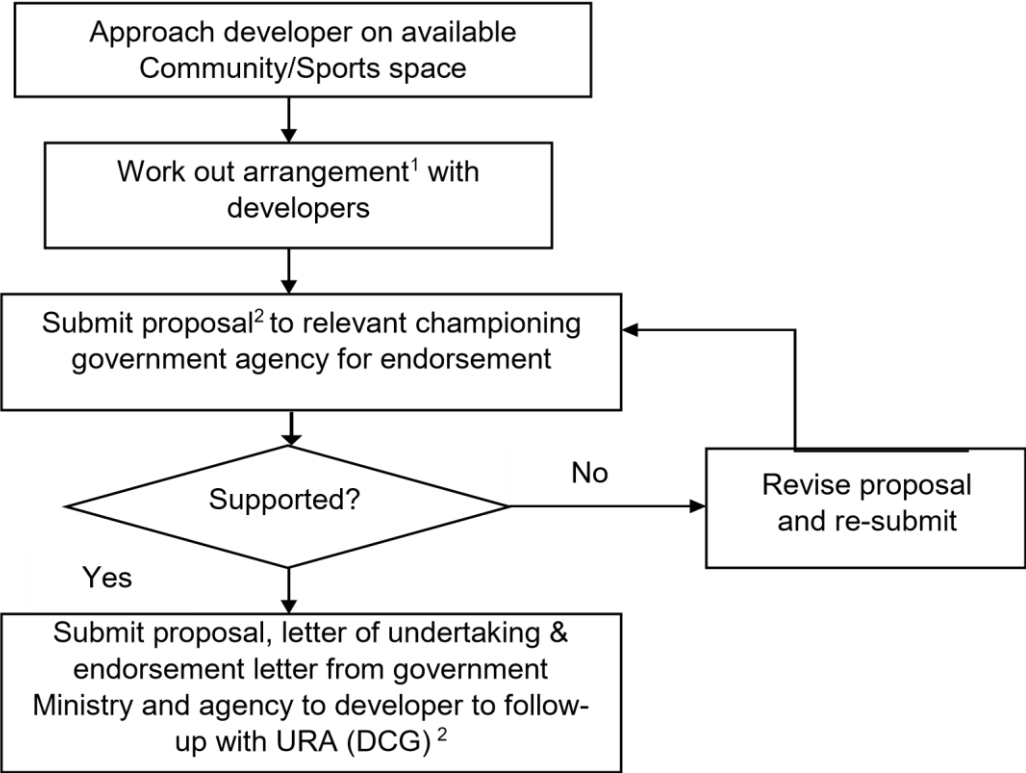 Approach developer on available
Community/Sports space
Work out arrangement¹ with
developers
Submit proposal² to relevant championing
government agency for endorsement
Supported?
No
Revise proposal
and re-submit
Yes
Submit proposal, letter of undertaking &
endorsement letter from government
Ministry and agency to developer to follow-
up with URA (DCG) ²